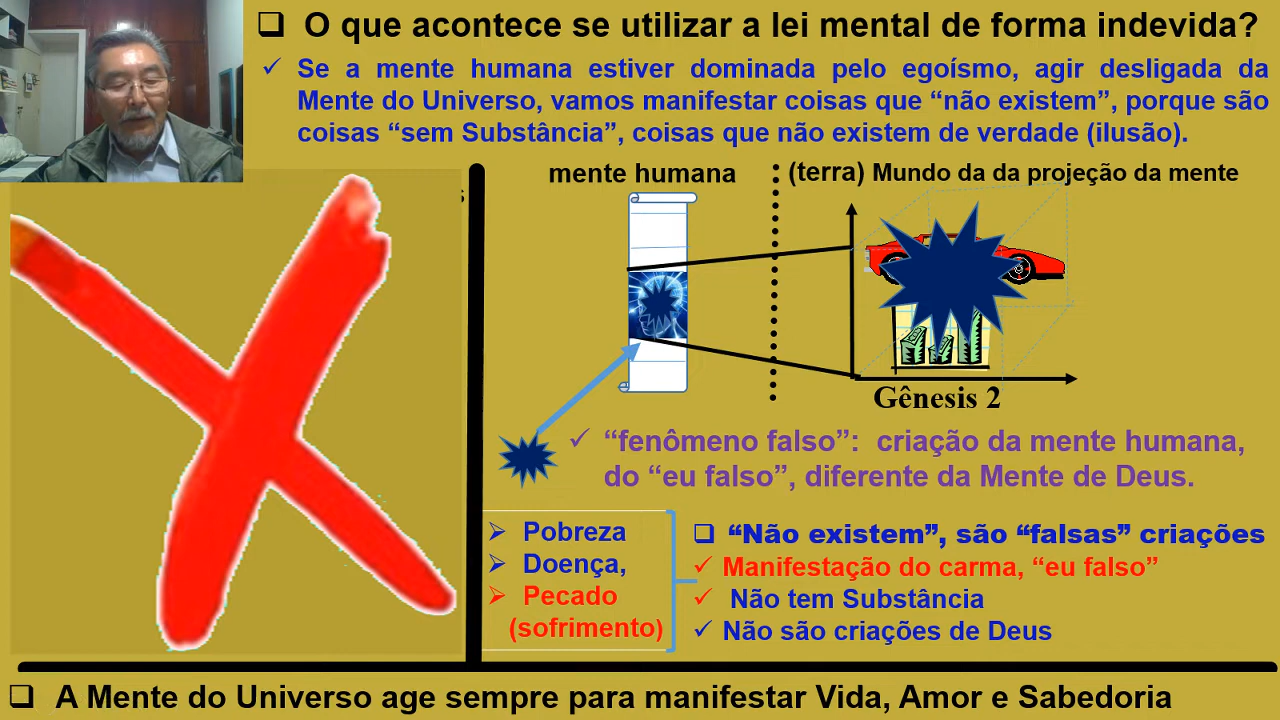 ❑ O que acontece se utilizar a lei mental de forma indevida?
✓ Se a mente humana estiver dominada pelo egoísmo, agir desligada da
Mente do Universo, vamos manifestar coisas que “não existem”, porque são
coisas “sem Substância”, coisas que não existem de verdade (ilusão).
mente humana
(terra) Mundo da da projeção da mente
Gênesis 2
✓ “fenômeno falso”: criação da mente humana,
do “eu falso”, diferente da Mente de Deus.
➢ Pobreza
➢ Doença,
➢ Pecado
(sofrimento)
❑ “Não existem”, são “falsas” criações
✓ Manifestação do carma, “eu falso”
✓ Não tem Substância
✓ Não são criações de Deus
❑ A Mente do Universo age sempre para manifestar Vida, Amor e Sabedoria